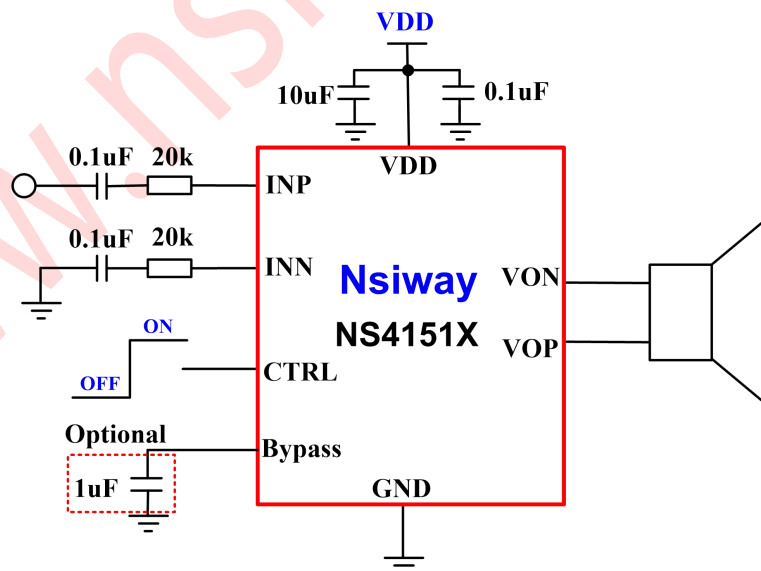 VDD
10uF
0.1uF
VDD
0.1uF 20k
INP
0.1uF 20k
INN
Nsiway
NS4151X
VON
VOP
ON
OFF
CTRL
Optional
Bypass
1uF
GND
w.nsi